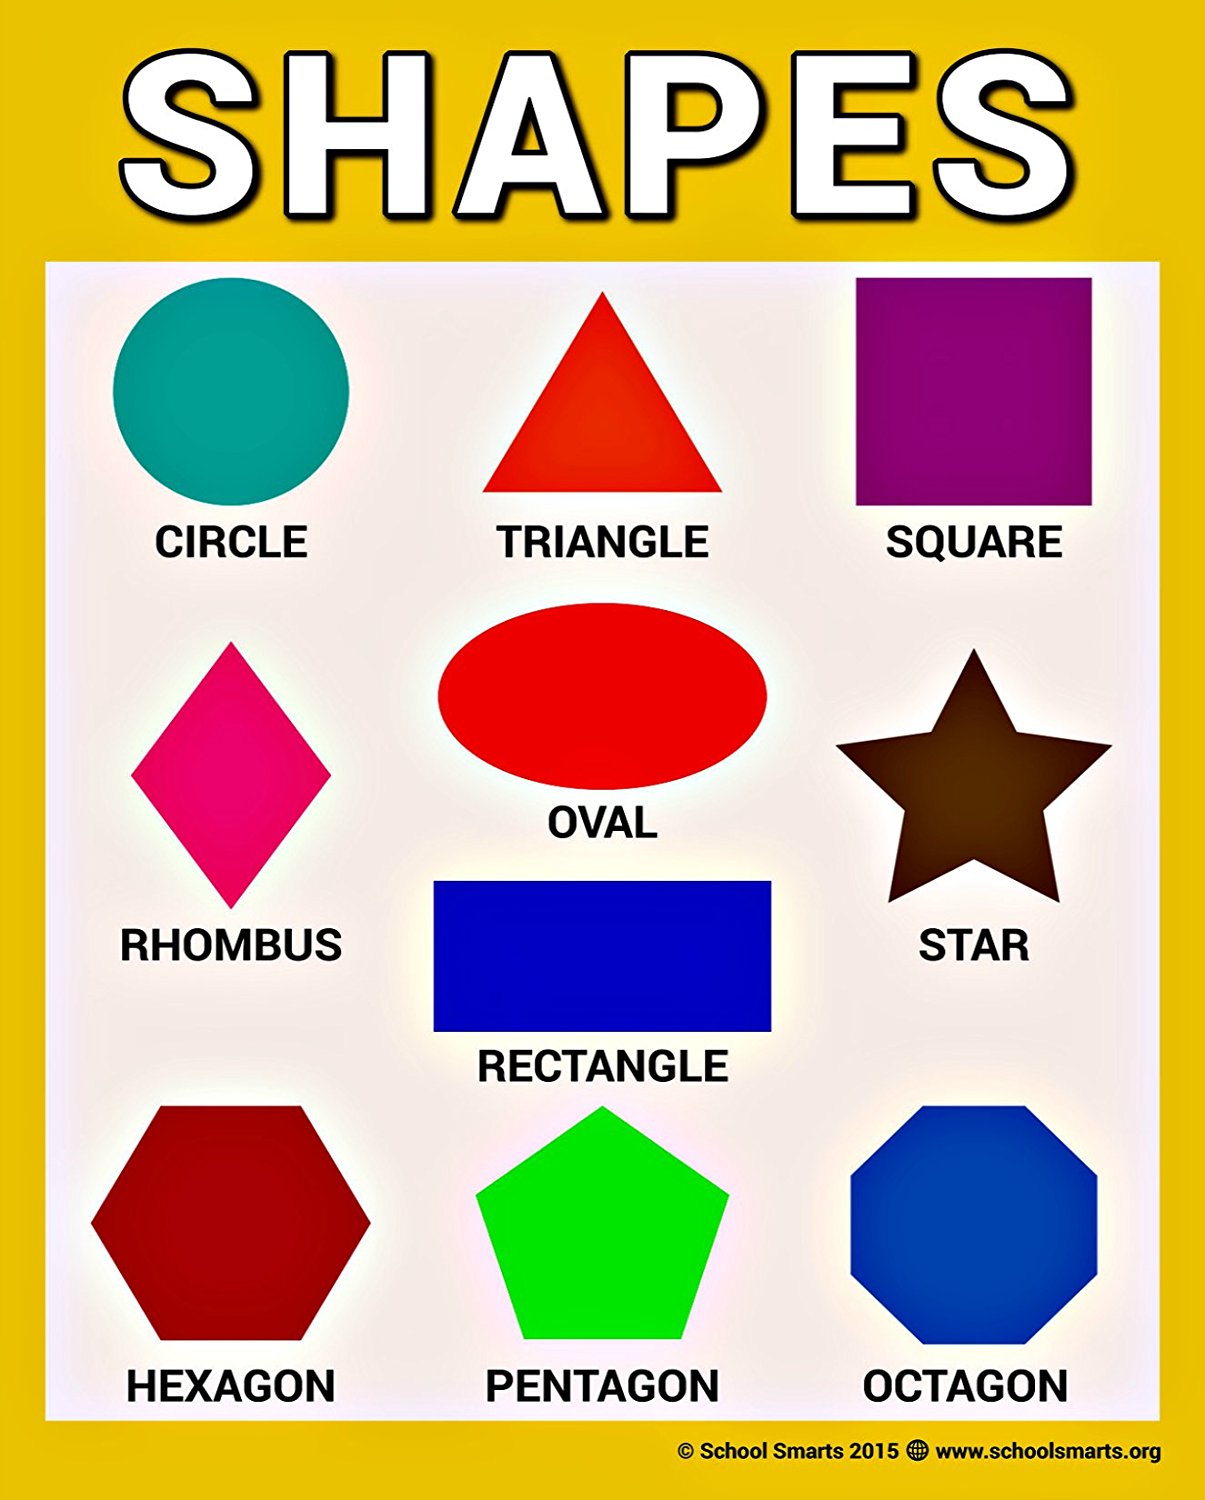 SHAPES
CIRCLE
TRIANGLE
SQUARE
OVAL
RHOMBUS
STAR
RECTANGLE
HEXAGON
PENTAGON
OCTAGON
© School Smarts 2015 www.schoolsmarts.org